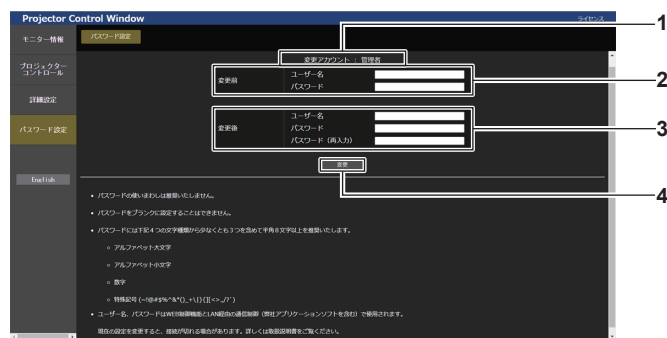 Projector Control Window
ライセンス
モニター情報
パスワード設定
プロジェクター
コントロール
詳細設定
パスワード設定
English
変更アカウント : 管理者
変更前
ユーザー名
パスワード
変更後
ユーザー名
パスワード
パスワード（再入力）
変更
• パスワードの使いまわしは推奨いたしません。
• パスワードをブランクに設定することはできません。
• パスワードには下記４つの文字種類から少なくとも３つを含めて半角８文字以上を推奨いたします。
○ アルファベット大文字
○ アルファベット小文字
○ 数字
○ 特殊記号 (~!@#$%^&*()_+\|}{][<>.,/?`)
• ユーザー名、パスワードはWEB制御機能とLAN経由の通信制御（弊社アプリケーションソフトを含む）で使用されます。
現在の設定を変更すると、接続が切れる場合があります。詳しくは取扱説明書をご覧ください。
1
2
3
4